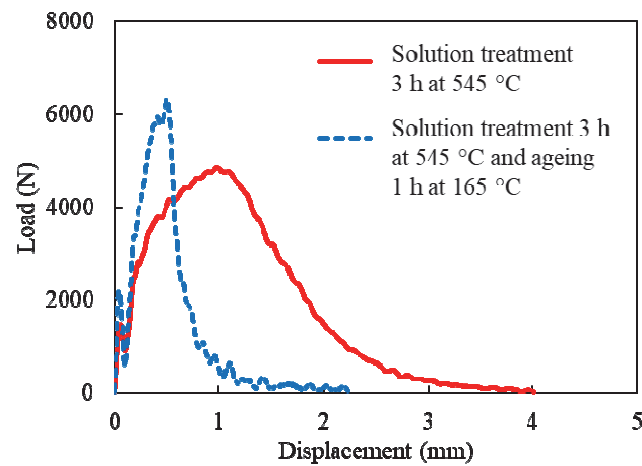 8000
6000
4000
2000
0
Load (N)
Solution treatment
3 h at 545 °C
Solution treatment 3 h
at 545 °C and ageing
1 h at 165 °C
0 1 2 3 4 5
Displacement (mm)